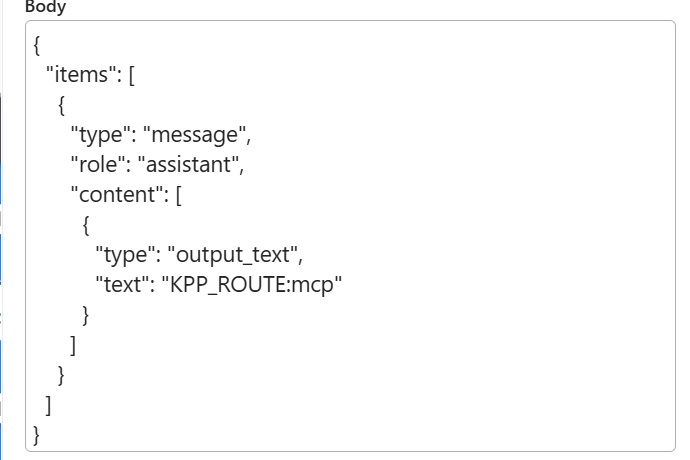 Body
{
"items": [
{
"type": "message",
"role": "assistant",
"content": [
{
"type": "output_text",
"text": "KPP_ROUTE:mcp"
}
]
}
]
}